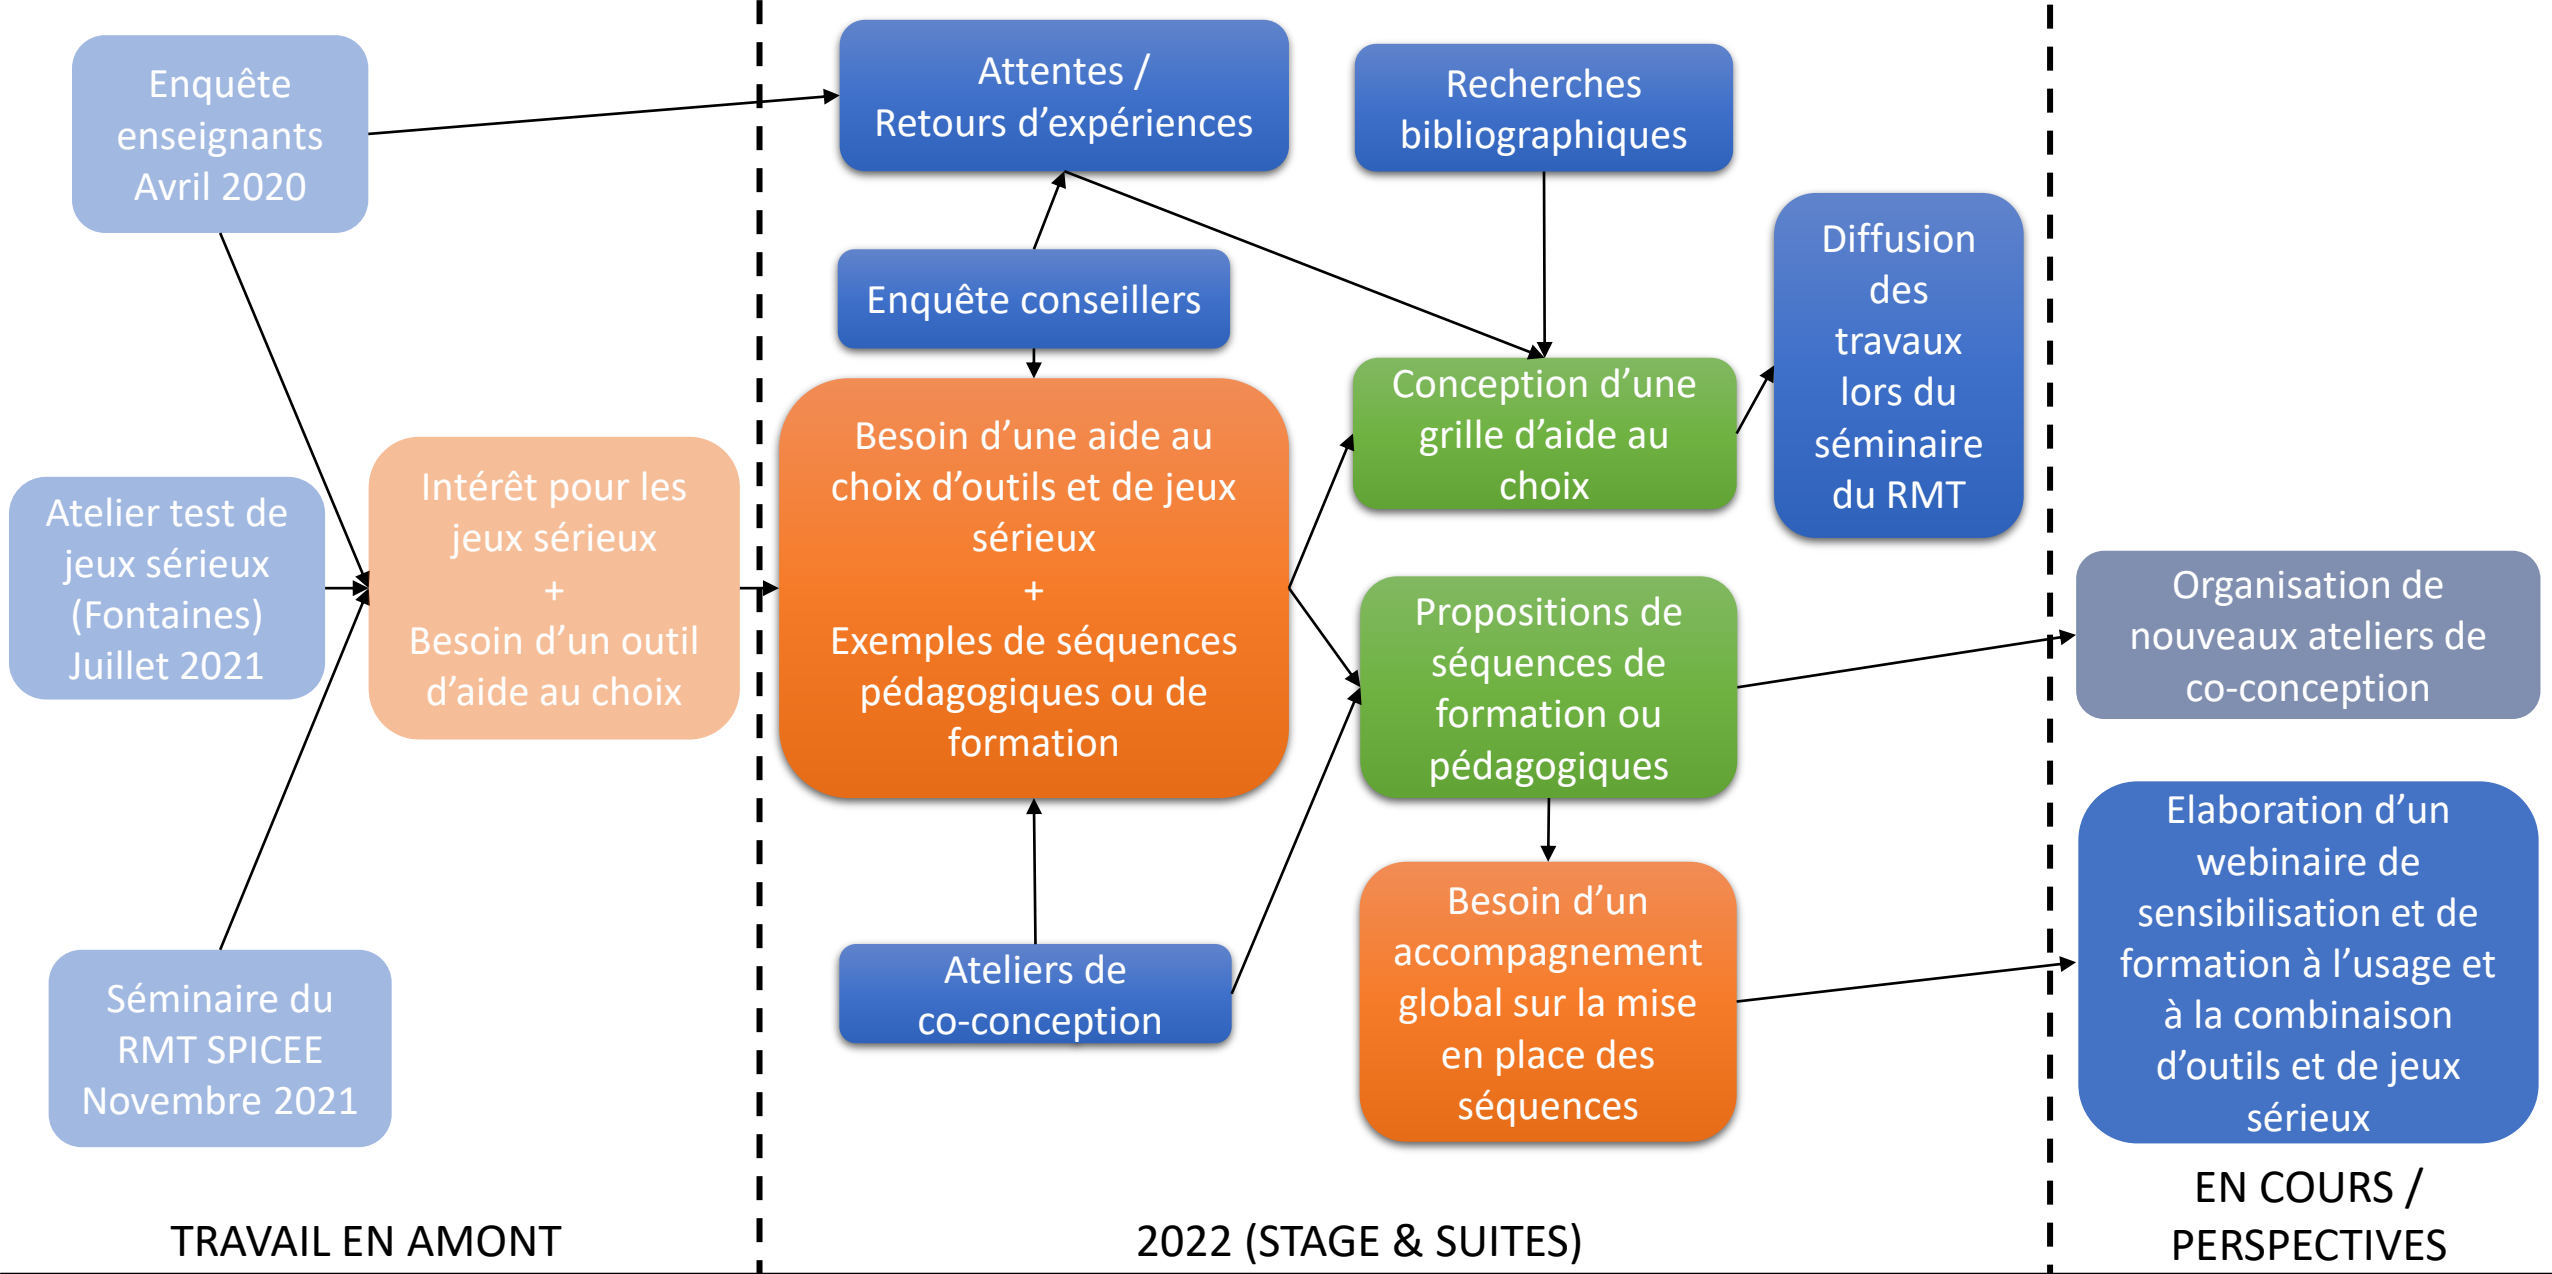 Enquête
enseignants
Avril 2020
Atelier test de
jeux sérieux
(Fontaines)
Juillet 2021
Séminaire du
RMT SPICEE
Novembre 2021
Intérêt pour les
jeux sérieux
+
Besoin d’un outil
d’aide au choix
TRAVAIL EN AMONT
Attentes /
Retours d’expériences
Recherches
bibliographiques
Enquête conseillers
Besoin d’une aide au
choix d’outils et de jeux
sérieux
+
Exemples de séquences
pédagogiques ou de
formation
Ateliers de
co-conception
Conception d’une
grille d’aide au
choix
Propositions de
séquences de
formation ou
pédagogiques
Besoin d’un
accompagnement
global sur la mise
en place des
séquences
Diffusion
des
travaux
lors du
séminaire
du RMT
2022 (STAGE & SUITES)
Organisation de
nouveaux ateliers de
co-conception
Elaboration d’un
webinaire de
sensibilisation et de
formation à l’usage et
à la combinaison
d’outils et de jeux
sérieux
EN COURS /
PERSPECTIVES